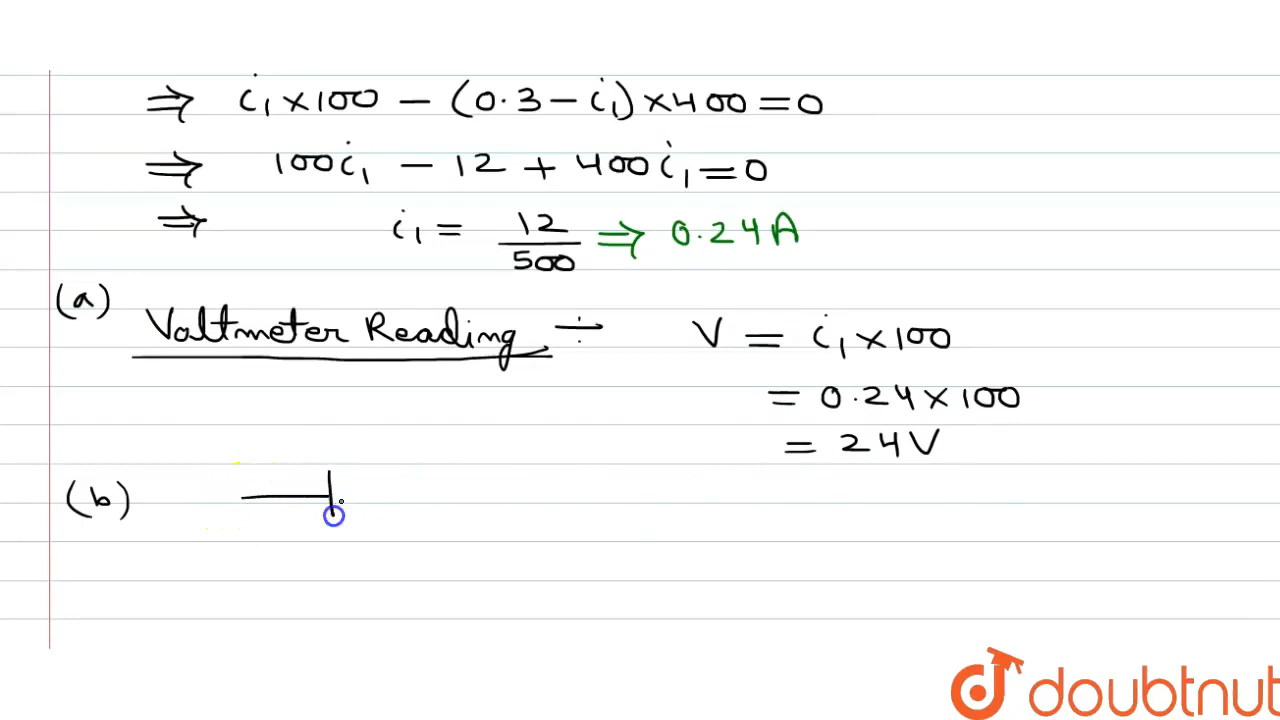 ⇒ i₁ × 100 − (0.3 − i₁) × 400 = 0
⇒ 100i₁ − 12 + 400i₁ = 0
⇒ i₁ = 12/500 ⇒ 0.24A
(a) Voltmeter Reading ÷ V = i₁ × 100
= 0.24 × 100
= 24V
(b)
doubtnut